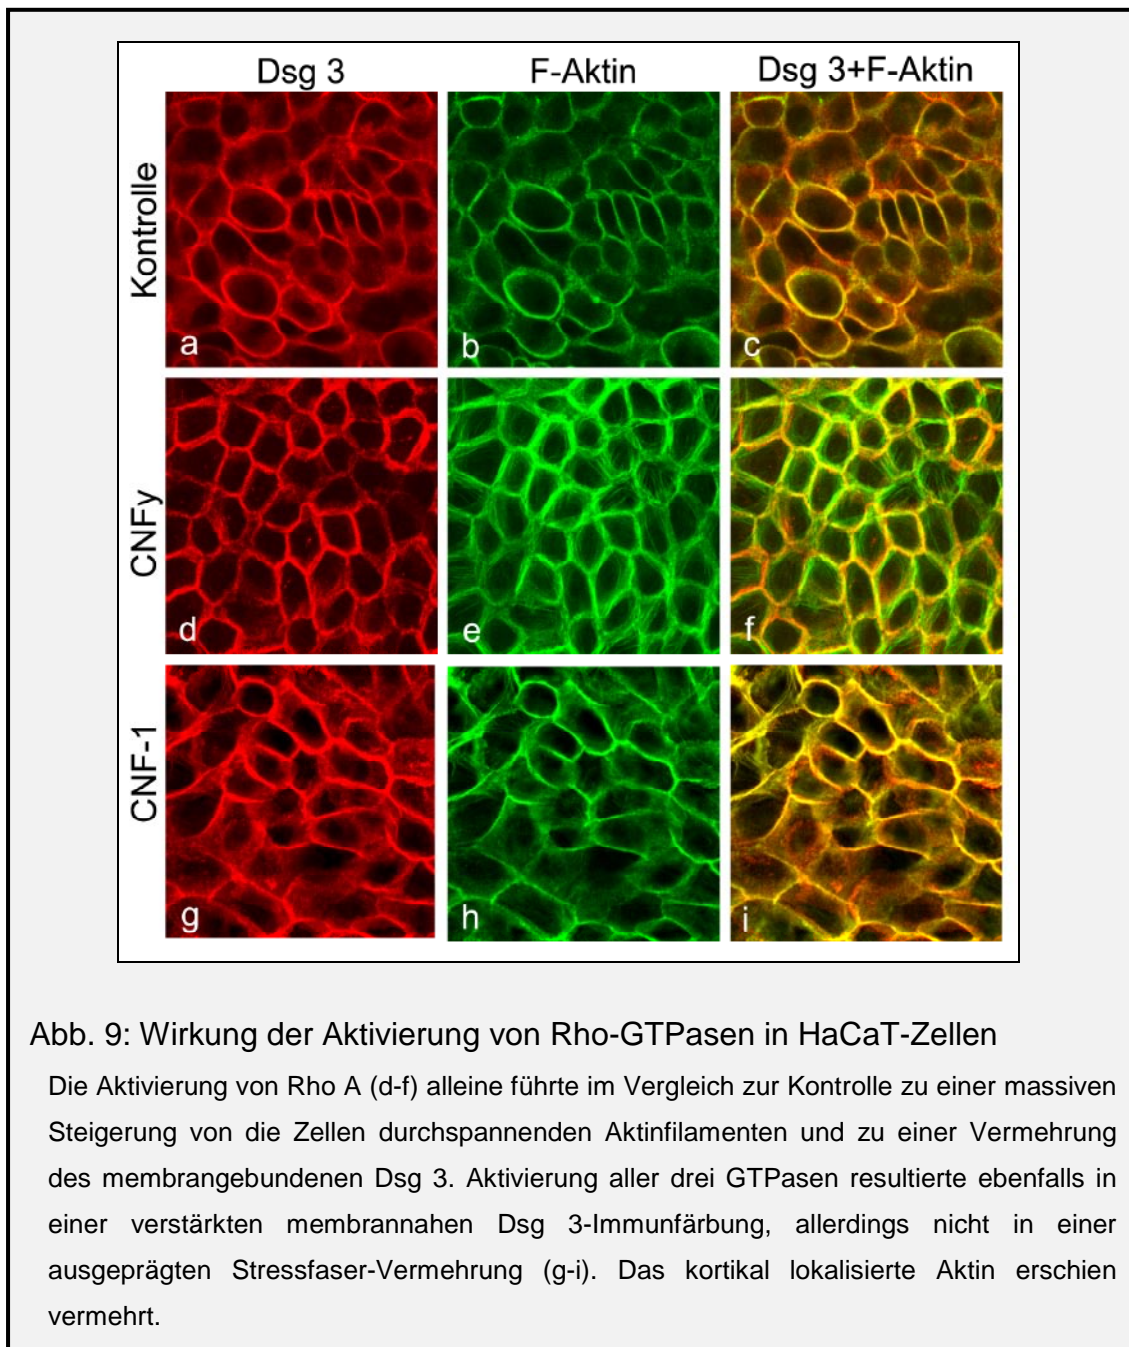 Dsg 3 F-Aktin Dsg 3+F-Aktin
Kontrolle
a b c
CNFy
d e f
CNF-1
g h i
Abb. 9: Wirkung der Aktivierung von Rho-GTPasen in HaCaT-Zellen
Die Aktivierung von Rho A (d-f) alleine führte im Vergleich zur Kontrolle zu einer massiven
Steigerung von die Zellen durchspannenden Aktinfilamenten und zu einer Vermehrung
des membrangebundenen Dsg 3. Aktivierung aller drei GTPasen resultierte ebenfalls in
einer verstärkten membrannahen Dsg 3-Immunfärbung, allerdings nicht in einer
ausgeprägten Stressfaser-Vermehrung (g-i). Das kortikal lokalisierte Aktin erschien
vermehrt.